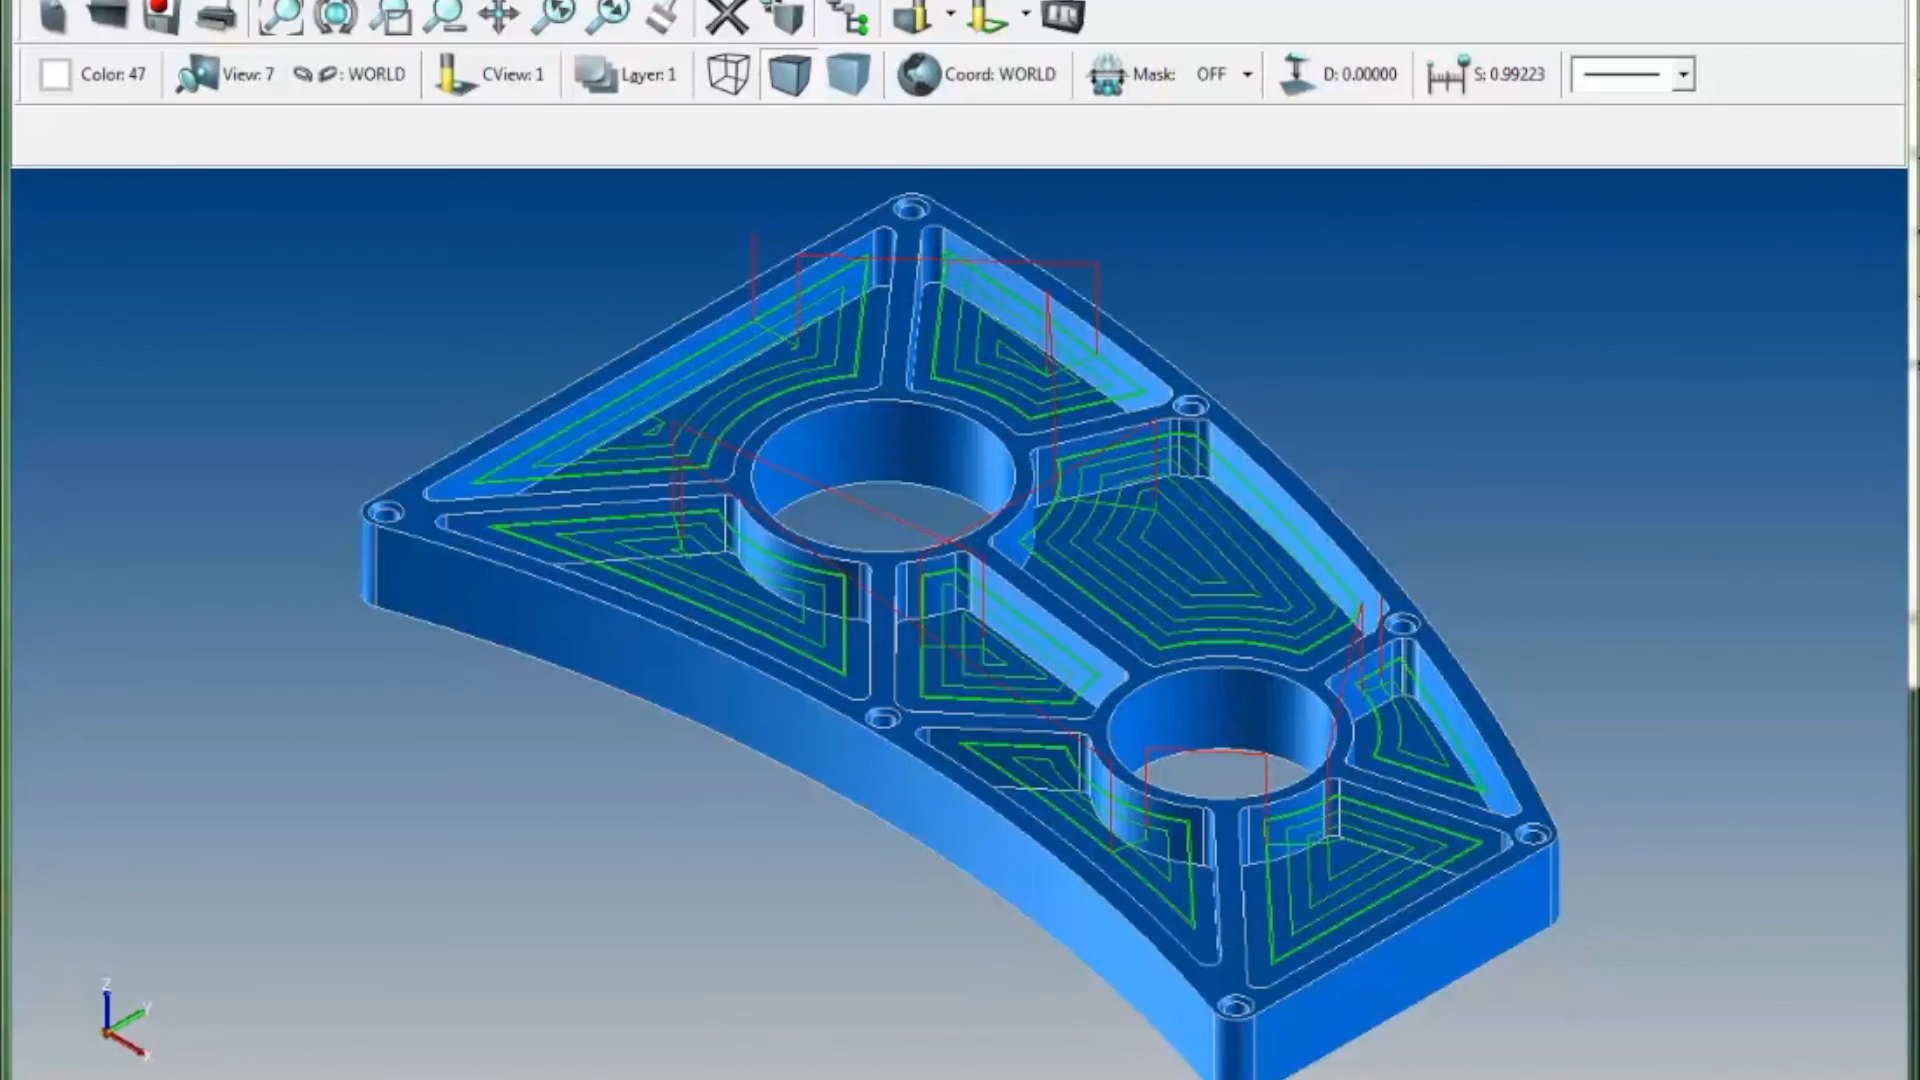 Color: 47 View: 7 : WORLD CView: 1 Layer: 1 Coord: WORLD Mask: OFF D: 0.00000 S: 0.99223
Z
Y
X